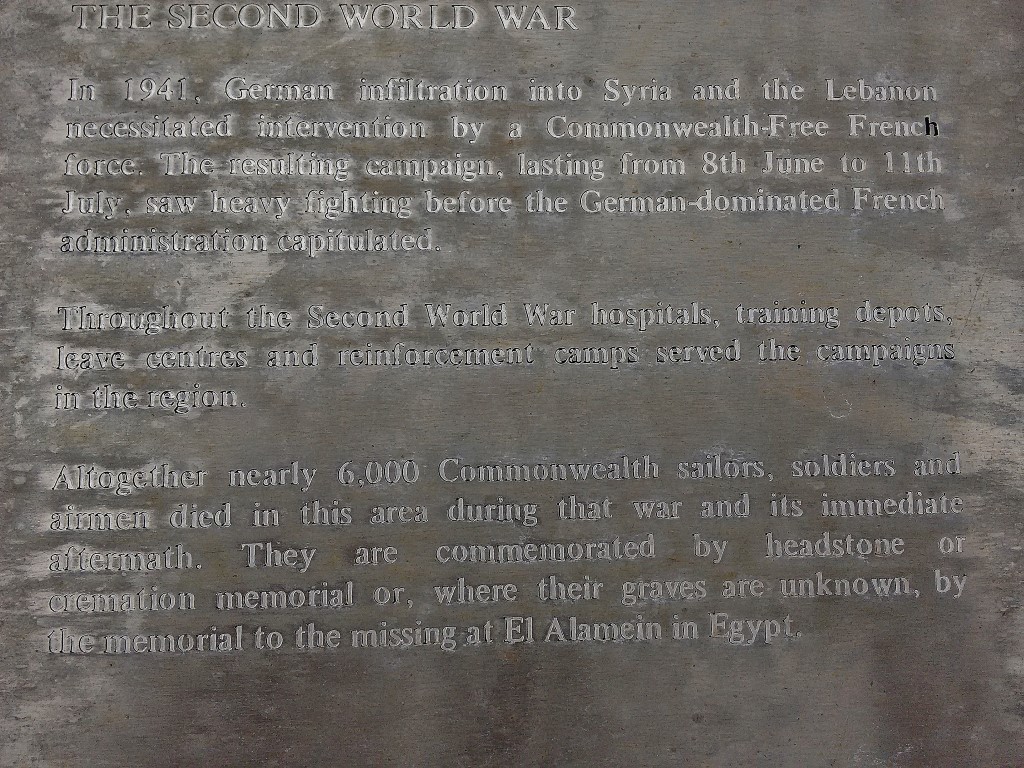 THE SECOND WORLD WAR
In 1941, German infiltration into Syria and the Lebanon
necessitated intervention by a Commonwealth-Free French
force. The resulting campaign, lasting from 8th June to 11th
July, saw heavy fighting before the German-dominated French
administration capitulated.
Throughout the Second World War hospitals, training depots,
leave centres and reinforcement camps served the campaigns
in the region.
Altogether nearly 6,000 Commonwealth sailors, soldiers and
airmen died in this area during that war and its immediate
aftermath. They are commemorated by headstone or
cremation memorial or, where their graves are unknown, by
the memorial to the missing at El Alamein in Egypt.